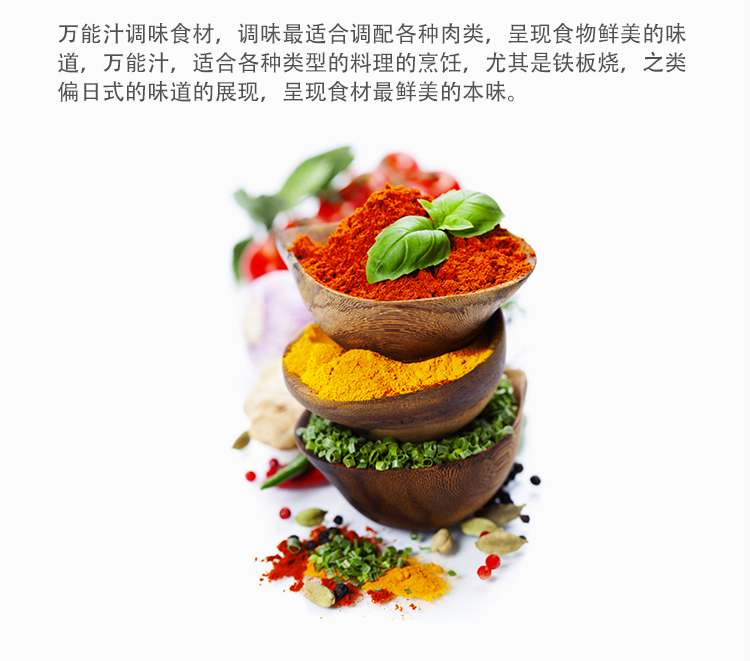 万能汁调味食材，调味最适合调配各种肉类，呈现食物鲜美的味
道，万能汁，适合各种类型的料理的烹饪，尤其是铁板烧，之类
偏日式的味道的展现，呈现食材最鲜美的本味。